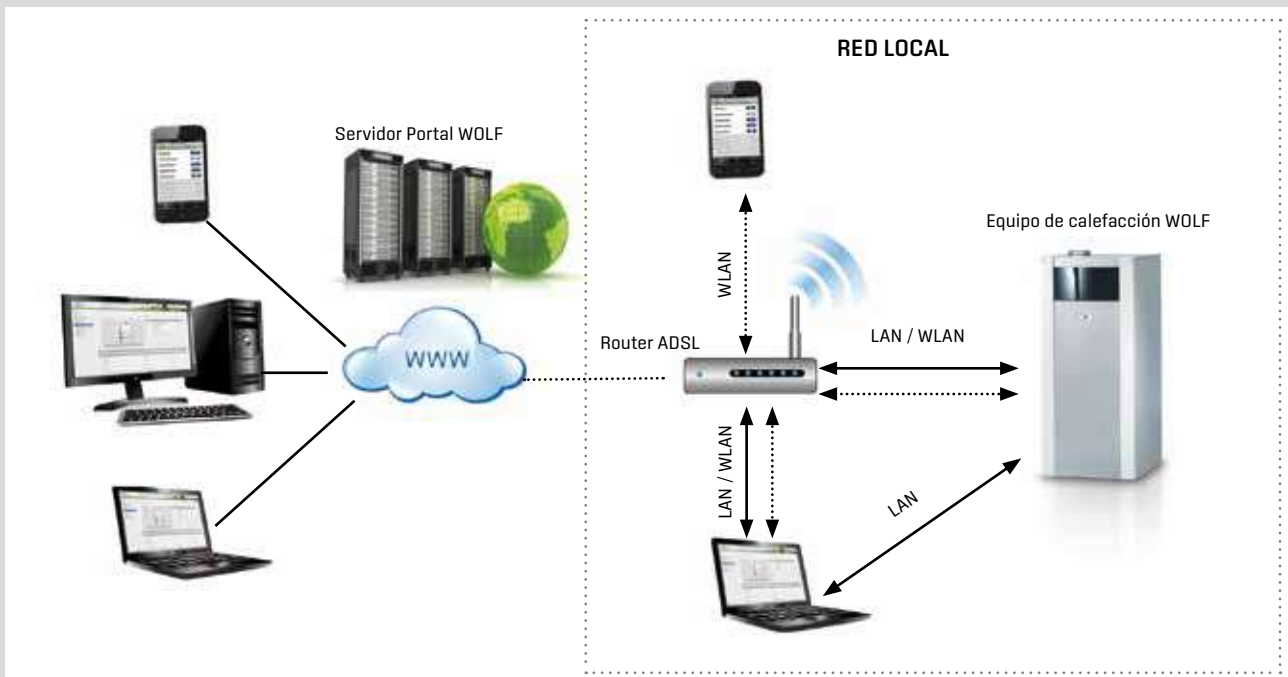 RED LOCAL
Servidor Portal WOLF
Equipo de calefacción WOLF
WLAN
WWW
Router ADSL
LAN / WLAN
LAN / WLAN
LAN